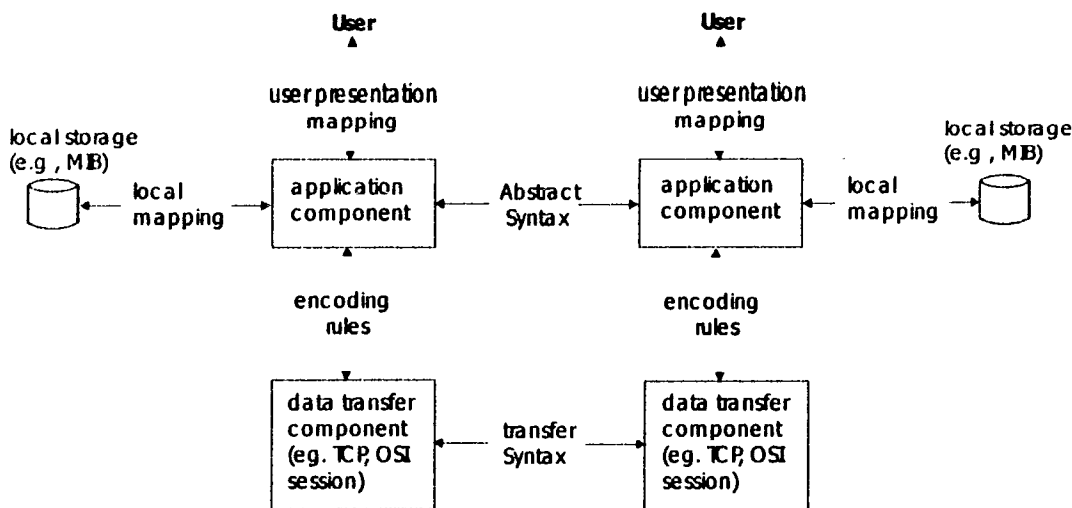 User
User
user presentation
mapping
user presentation
mapping
local storage
(e.g , MIB)
local storage
(e.g , MIB)
local
mapping
application
component
Abstract
Syntax
application
component
local
mapping
encoding
rules
encoding
rules
data transfer
component
(eg. TCP, OSI
session)
transfer
Syntax
data transfer
component
(eg. TCP, OSI
session)